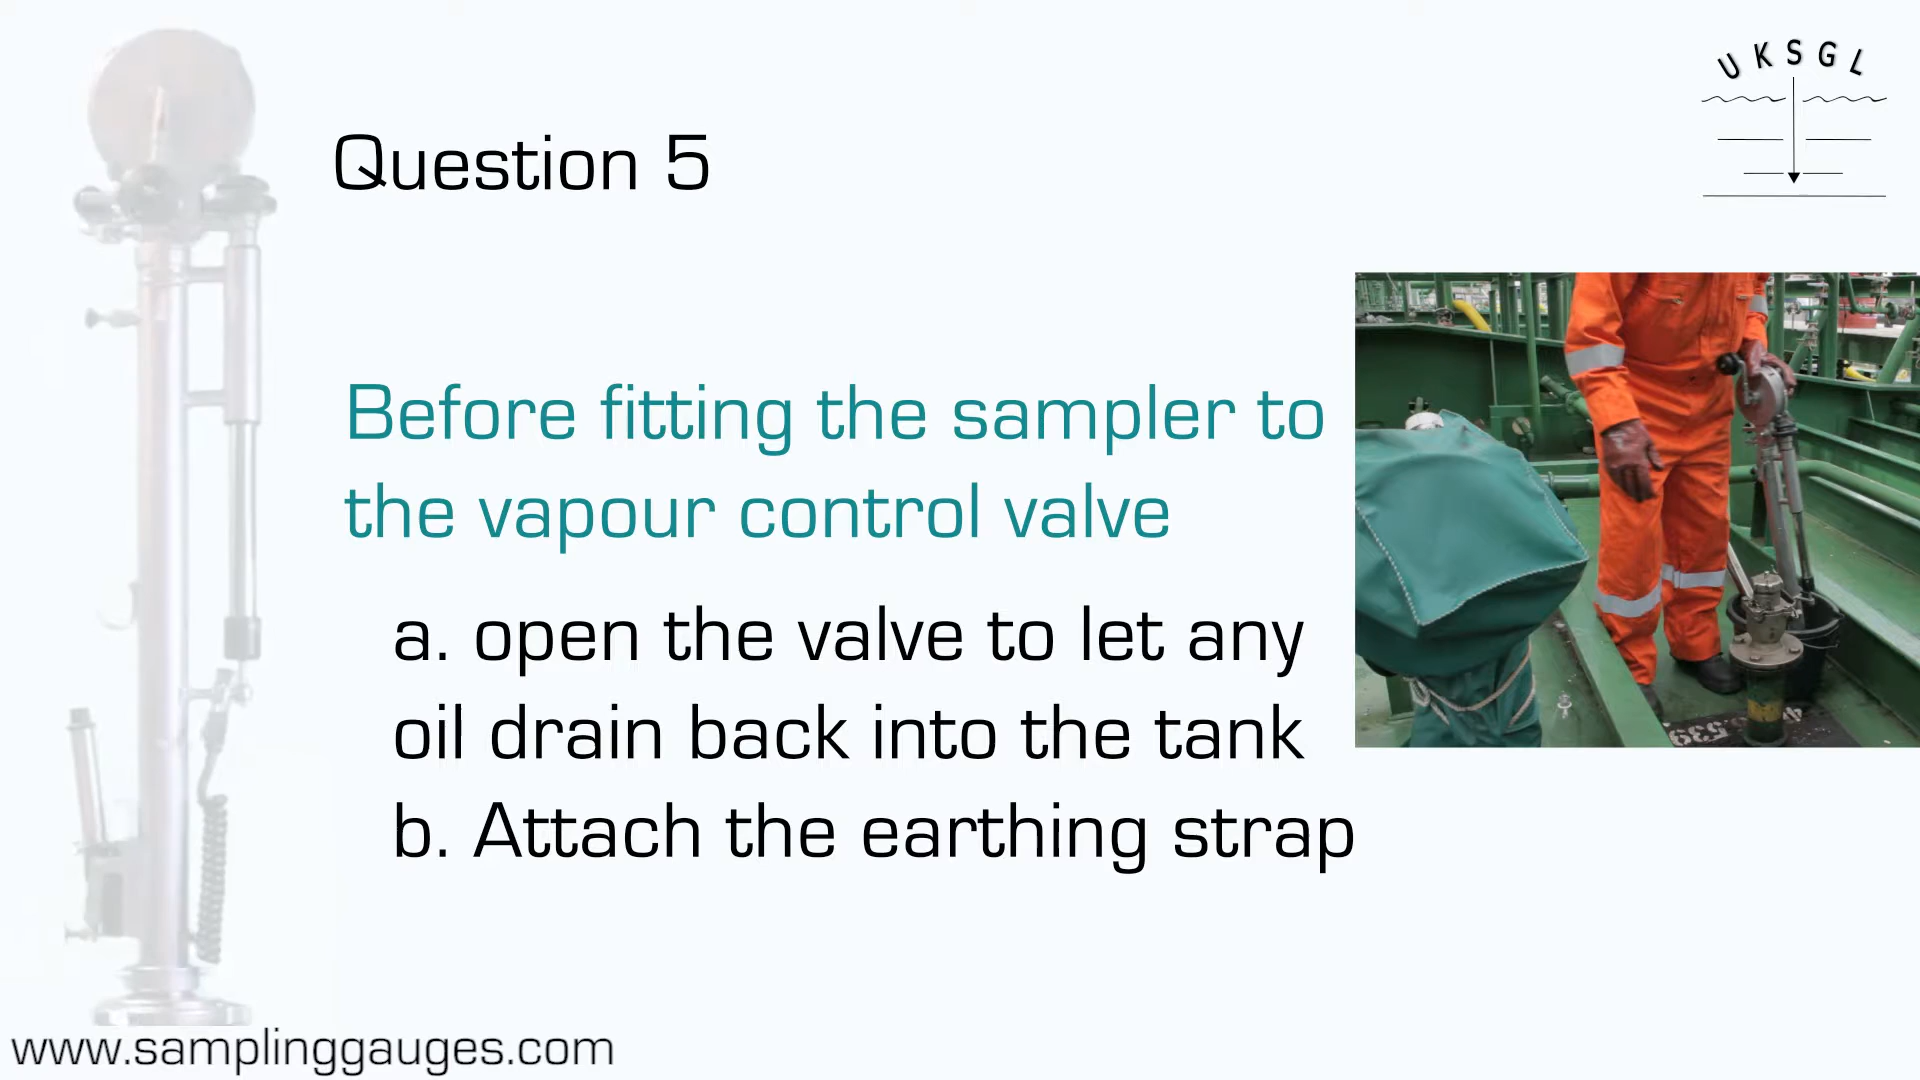 UKSGL
Question 5
Before fitting the sampler to
the vapour control valve
a. open the valve to let any
oil drain back into the tank
b. Attach the earthing strap
www.samplinggauges.com